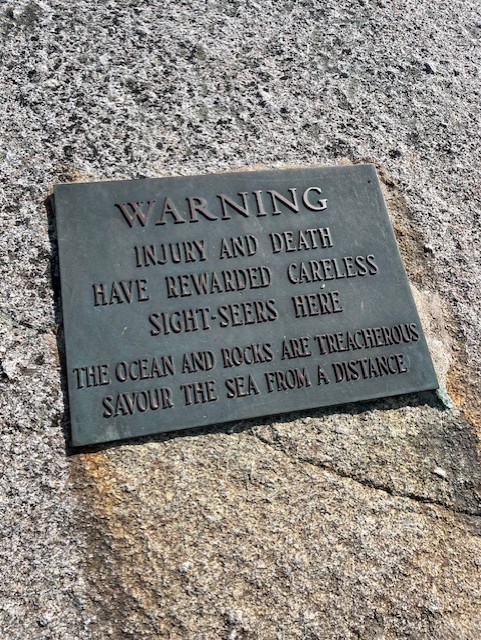 WARNING
INJURY AND DEATH
HAVE REWARDED CARELESS
SIGHT-SEERS HERE
THE OCEAN AND ROCKS ARE TREACHEROUS
SAVOUR THE SEA FROM A DISTANCE